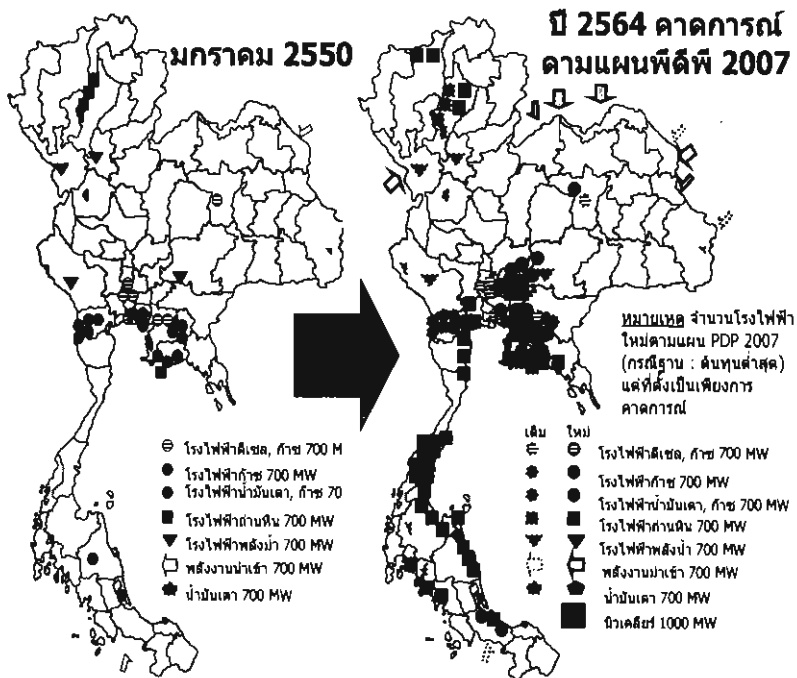 มกราคม 2550
ปี 2564 คาดการณ์
ตามแผนพีดีพี 2007
หมายเหตุ จำนวนโรงไฟฟ้า
ใหม่ตามแผน PDP 2007
(กรณีฐาน : ต้นทุนต่ำสุด)
แต่ที่ตั้งเป็นเพียงการ
คาดการณ์
โรงไฟฟ้าดีเซล, ก๊าซ 700 M
โรงไฟฟ้าก๊าซ 700 MW
โรงไฟฟ้าน้ำมันเตา, ก๊าซ 70
โรงไฟฟ้าถ่านหิน 700 MW
โรงไฟฟ้าพลังน้ำ 700 MW
พลังงานนำเข้า 700 MW
น้ำมันเตา 700 MW
เดิม ใหม่
โรงไฟฟ้าดีเซล, ก๊าซ 700 MW
โรงไฟฟ้าก๊าซ 700 MW
โรงไฟฟ้าน้ำมันเตา, ก๊าซ 700 MW
โรงไฟฟ้าถ่านหิน 700 MW
โรงไฟฟ้าพลังน้ำ 700 MW
พลังงานนำเข้า 700 MW
น้ำมันเตา 700 MW
นิวเคลียร์ 1000 MW